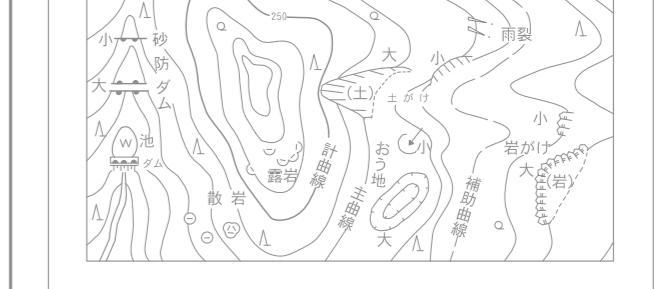 250
小 砂防ダム
大
雨裂
大
小
(土)
土がけ
小
岩がけ
大
(岩)
W 池
ダム
計曲線
主曲線
おう地
小
大
補助曲線
露岩
散岩
(ハ)